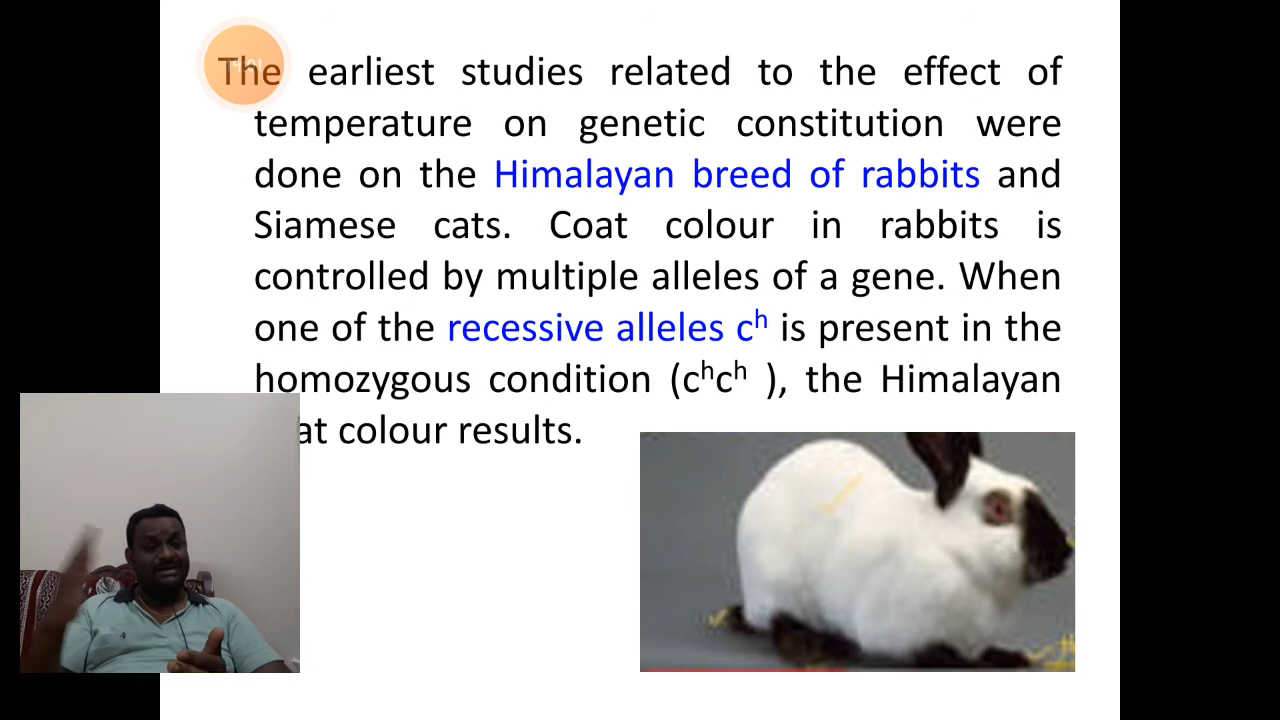 The earliest studies related to the effect of
temperature on genetic constitution were
done on the Himalayan breed of rabbits and
Siamese cats. Coat colour in rabbits is
controlled by multiple alleles of a gene. When
one of the recessive alleles cʰ is present in the
homozygous condition (cʰcʰ ), the Himalayan
at colour results.